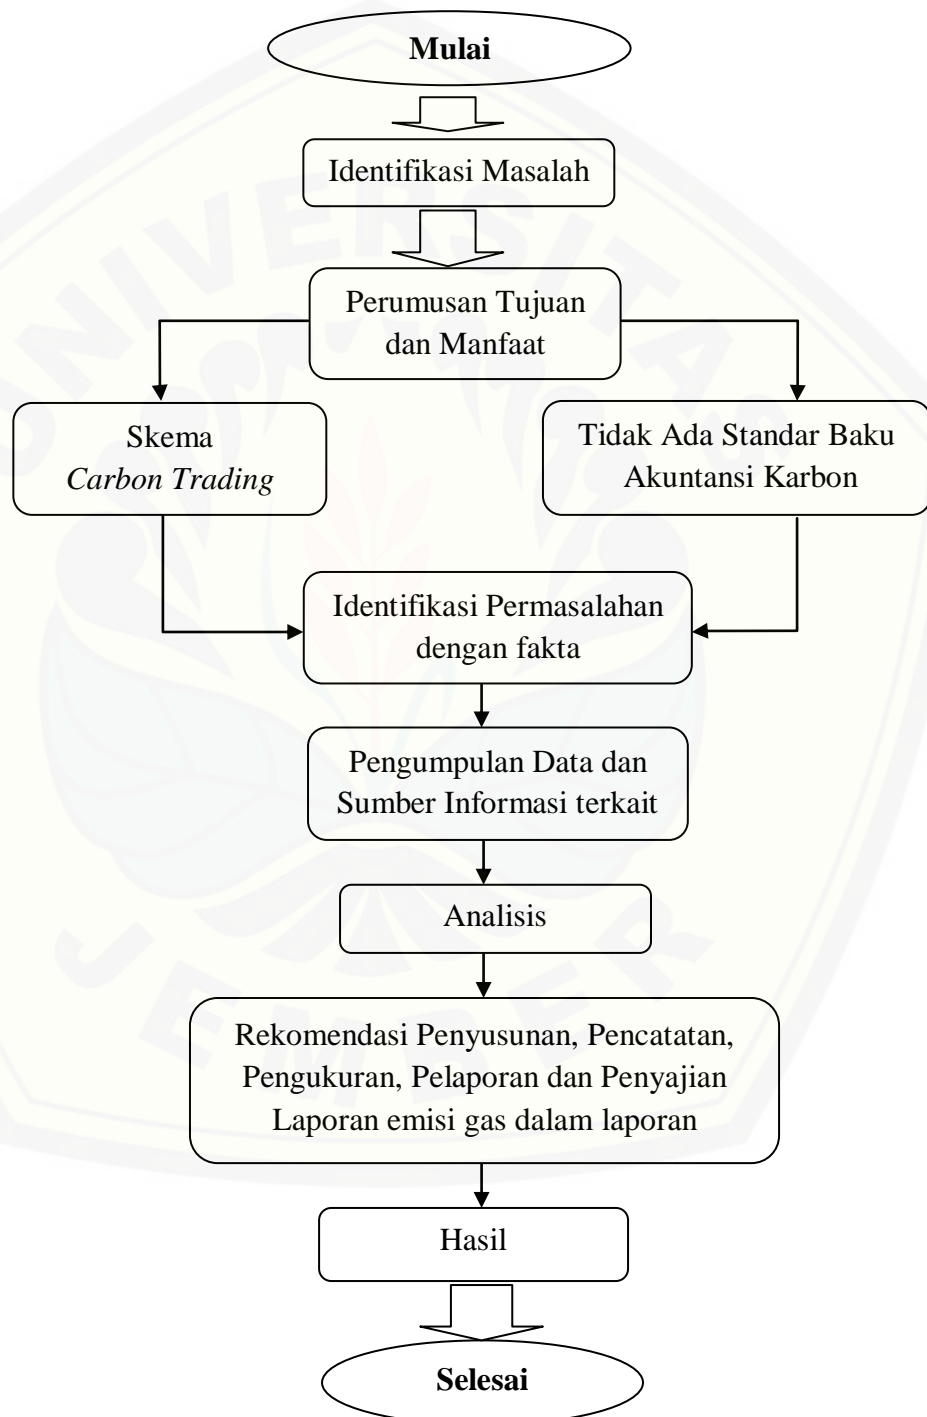 Mulai
Identifikasi Masalah
Perumusan Tujuan
dan Manfaat
Skema
Carbon Trading
Tidak Ada Standar Baku
Akuntansi Karbon
Identifikasi Permasalahan
dengan fakta
Pengumpulan Data dan
Sumber Informasi terkait
Analisis
Rekomendasi Penyusunan, Pencatatan,
Pengukuran, Pelaporan dan Penyajian
Laporan emisi gas dalam laporan
Hasil
Selesai
UNIVERSITAS
JEMBER